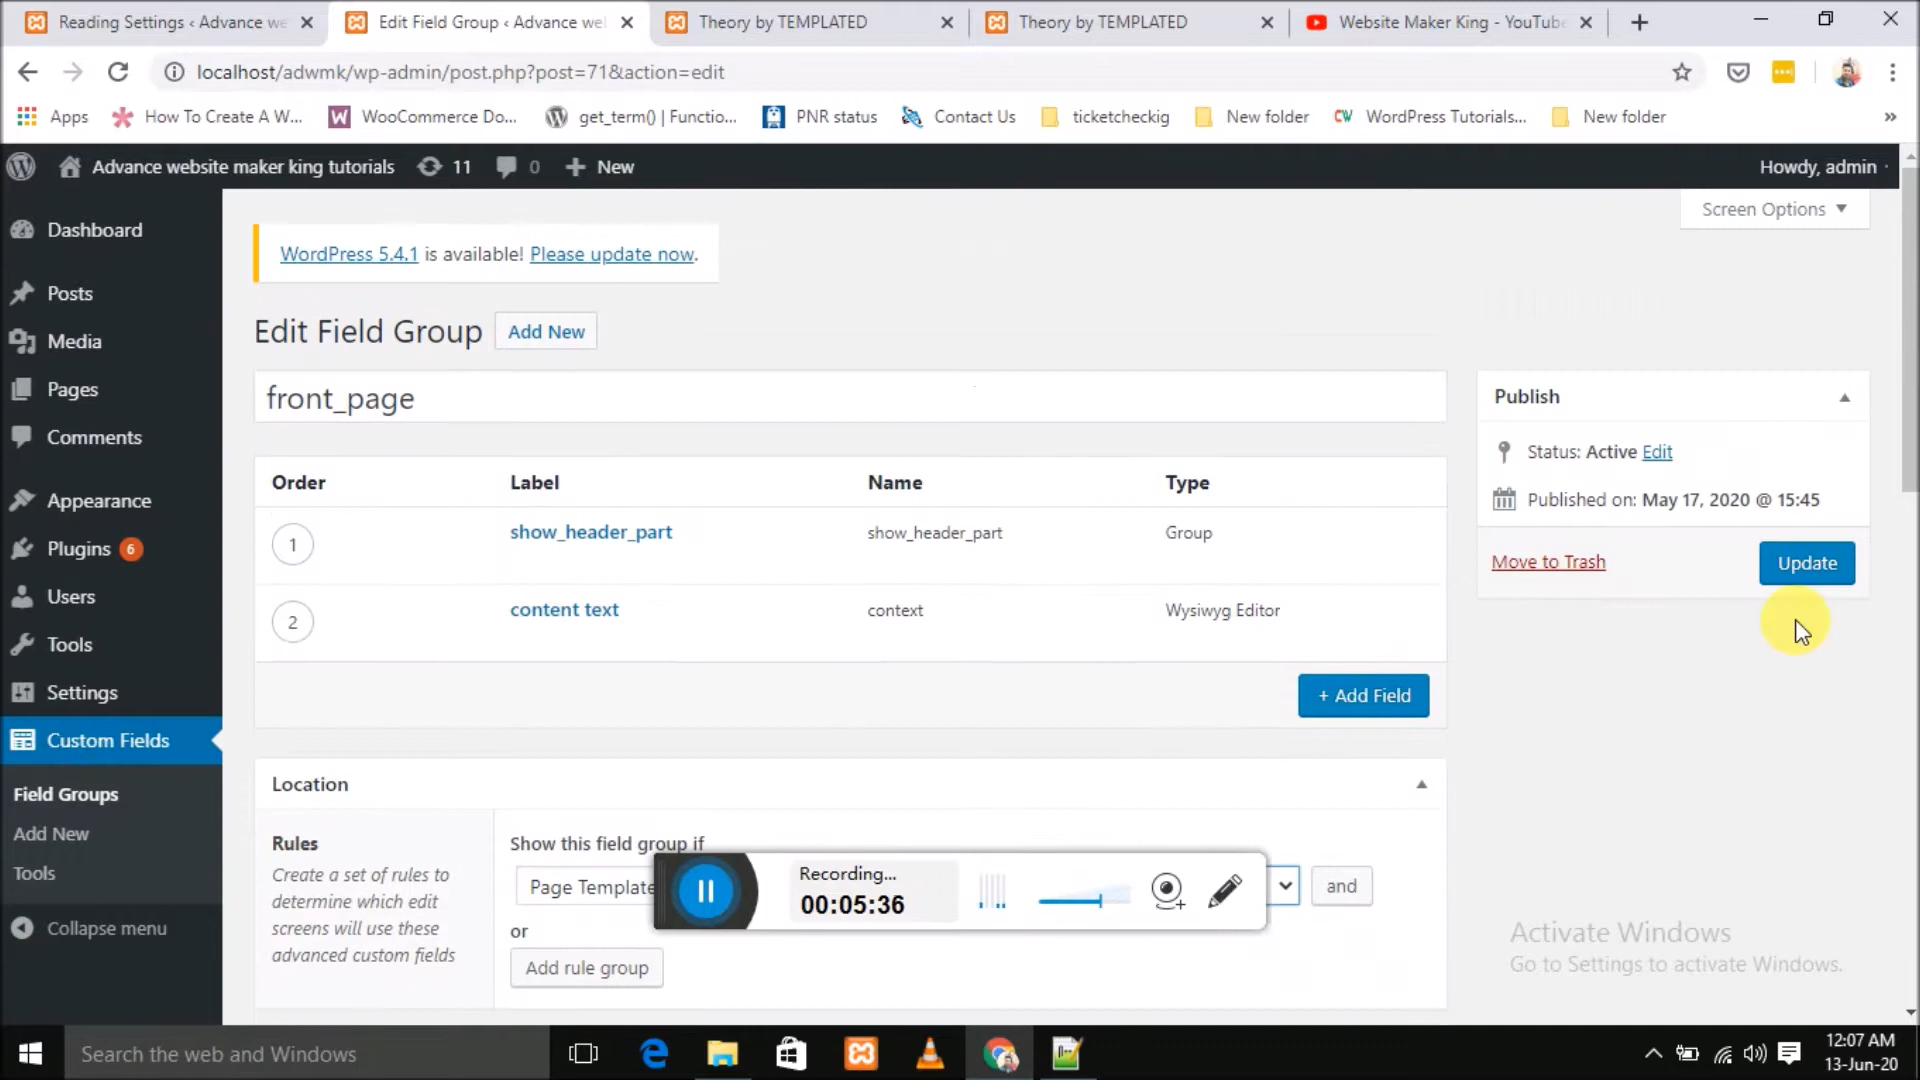 Reading Settings ‹ Advance we
Edit Field Group ‹ Advance wel
Theory by TEMPLATED
Theory by TEMPLATED
Website Maker King - YouTube
localhost/adwmk/wp-admin/post.php?post=71&action=edit
Apps
How To Create A W...
WooCommerce Do...
get_term() | Functio...
PNR status
Contact Us
ticketcheckig
New folder
WordPress Tutorials...
New folder
»
Advance website maker king tutorials
11
0
New
Howdy, admin
Screen Options
Dashboard
Posts
Media
Pages
Comments
Appearance
Plugins 6
Users
Tools
Settings
Custom Fields
Field Groups
Add New
Tools
Collapse menu
WordPress 5.4.1 is available! Please update now.
Edit Field Group
Add New
front_page
Order Label Name Type
1 show_header_part show_header_part Group
2 content text context Wysiwyg Editor
+ Add Field
Publish
Status: Active Edit
Published on: May 17, 2020 @ 15:45
Move to Trash
Update
Location
Rules
Create a set of rules to
determine which edit
screens will use these
advanced custom fields
Show this field group if
Page Template
and
or
Add rule group
Recording...
00:05:36
Activate Windows
Go to Settings to activate Windows.
Search the web and Windows
12:07 AM
13-Jun-20